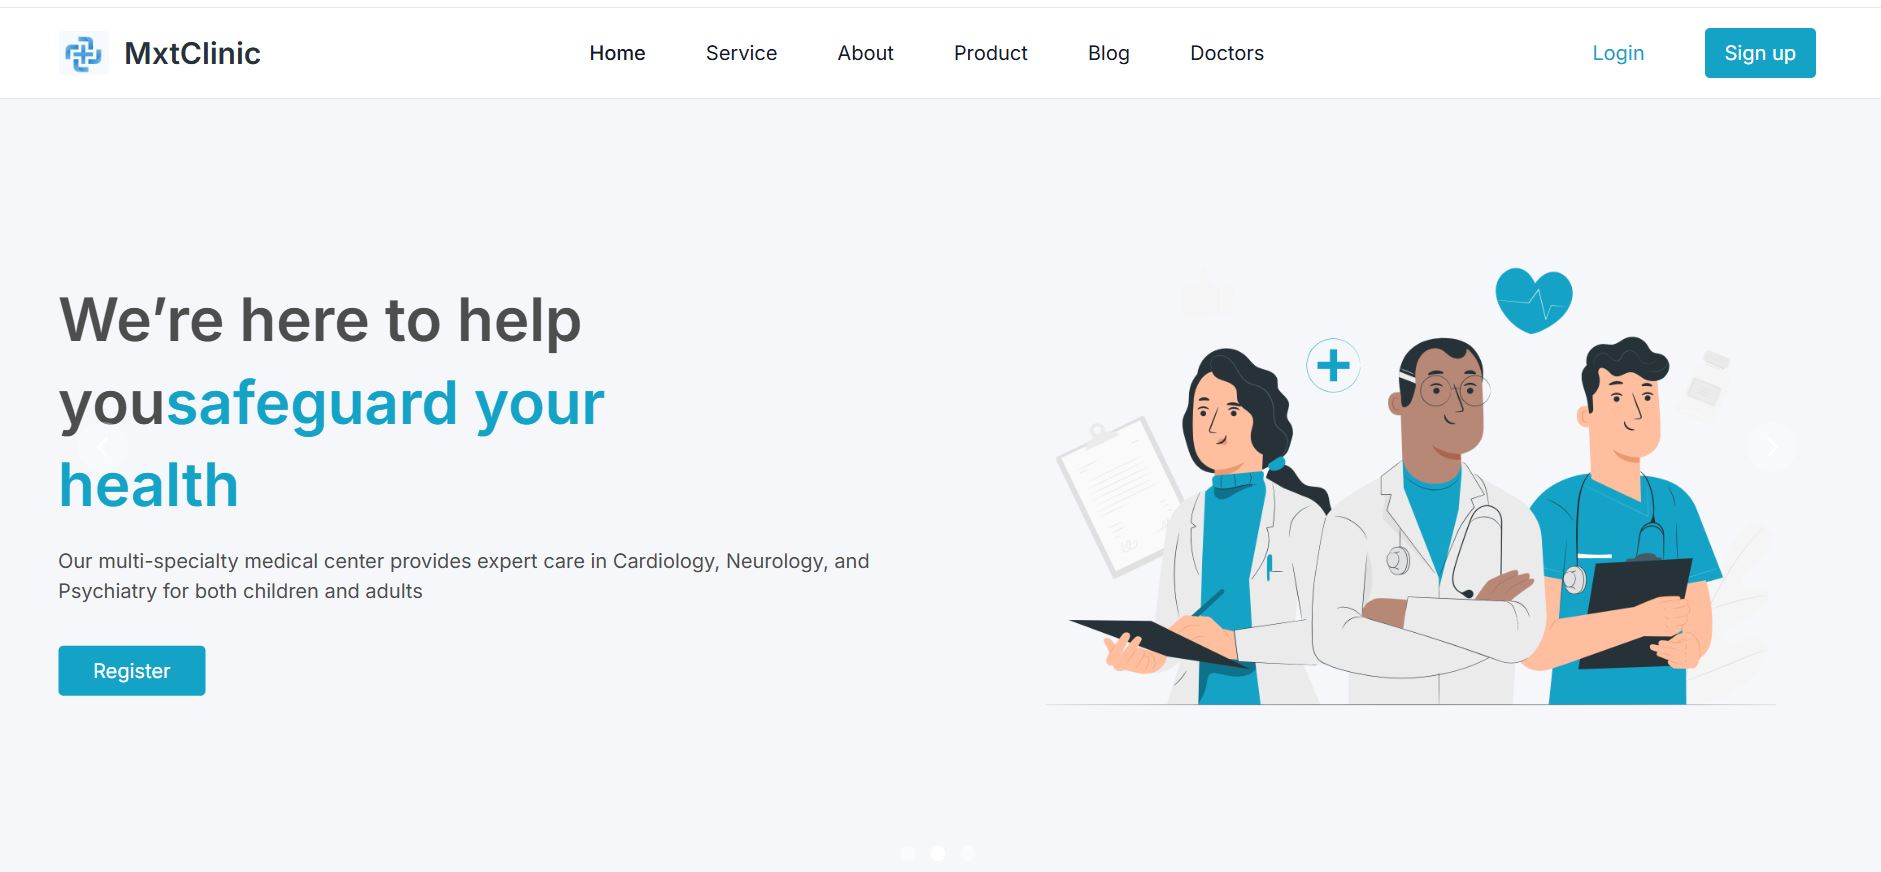 MxtClinic
Home
Service
About
Product
Blog
Doctors
Login
Sign up
We’re here to help
yousafeguard your
health
Our multi-specialty medical center provides expert care in Cardiology, Neurology, and
Psychiatry for both children and adults
Register